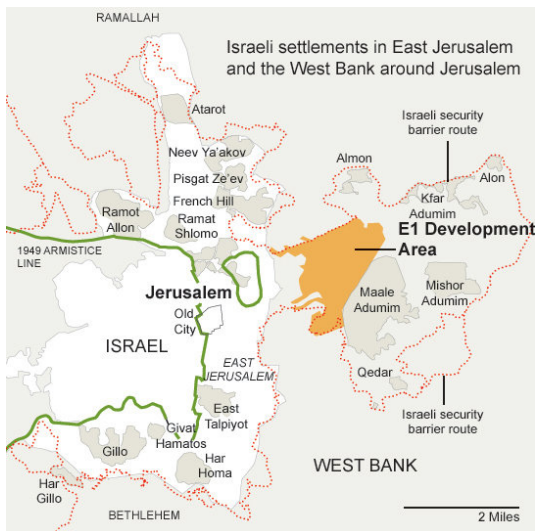 RAMALLAH
Israeli settlements in East Jerusalem
and the West Bank around Jerusalem
Atarot
Israeli security
barrier route
Neev Ya'akov
Almon
Alon
Pisgat Ze'ev
Kfar
Adumim
French Hill
Ramot
Allon
Ramat
Shlomo
E1 Development
Area
1949 ARMISTICE
LINE
Jerusalem
Maale
Adumim
Mishor
Adumim
Old
City
ISRAEL
EAST
JERUSALEM
Qedar
East
Talpiyot
Israeli security
barrier route
Givat
Hamatos
Gillo
Har
Homa
WEST BANK
Har
Gillo
BETHLEHEM
2 Miles